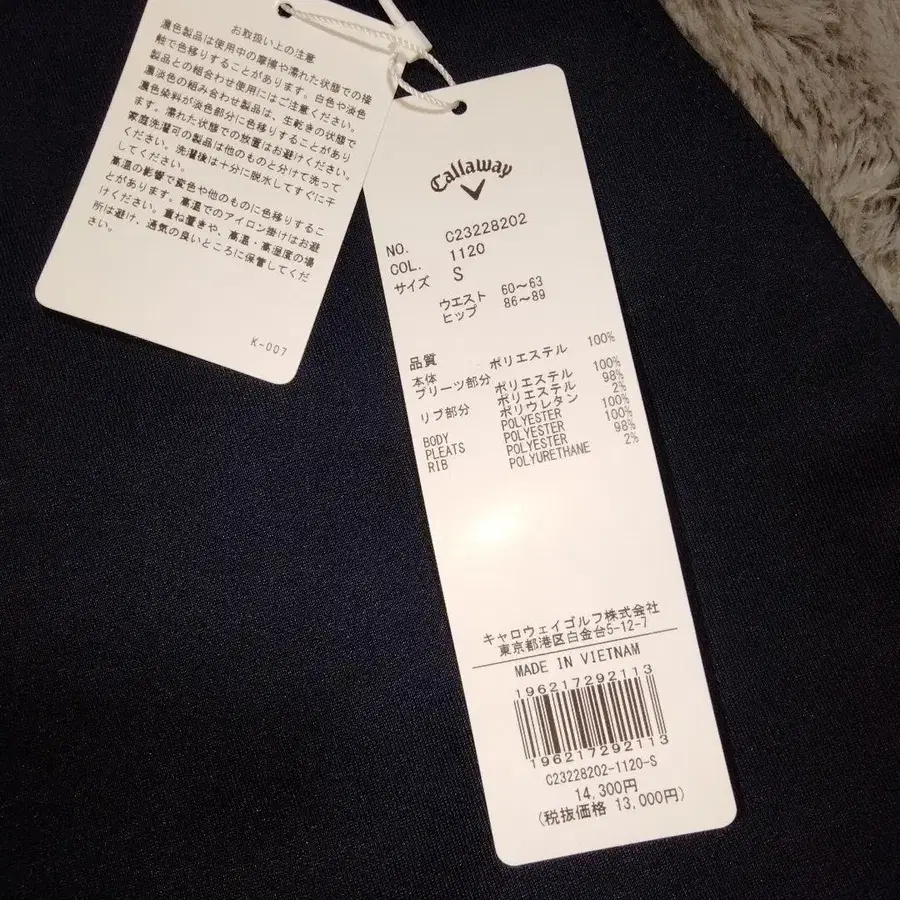 お取扱い上の注意
濃色製品は使用中の摩擦や濡れた状態での接
触で色移りすることがあります。白色や淡色
製品との組合わせ使用にはご注意ください。
濃淡色の組み合わせ製品は、生乾きの状態で
濃色染料が淡色部分に色移りすることがあり
ます。濡れた状態での放置はお避けください。
家庭洗濯可の製品は他のものと分けて洗って
ください。洗濯後は十分に脱水してすぐに干
してください。
高温の影響で変色や他のものに色移りするこ
とがあります。高温でのアイロン掛けはお避
けください。重ね置きや、高温・高湿度の場
所は避け、通気の良いところに保管してくだ
さい。
K-007
Callaway
NO. C23228202
COL. 1120
サイズ S
ウエスト 60〜63
ヒップ 86〜89
品質
本体 ポリエステル 100%
プリーツ部分 ポリエステル 100%
リブ部分 ポリエステル 98%
ポリウレタン 2%
BODY POLYESTER 100%
PLEATS POLYESTER 100%
RIB POLYESTER 98%
POLYURETHANE 2%
キャロウェイゴルフ株式会社
東京都港区白金台5-12-7
MADE IN VIETNAM
196217292113
196217292113
C23228202-1120-S
14,300円
(税抜価格 13,000円)